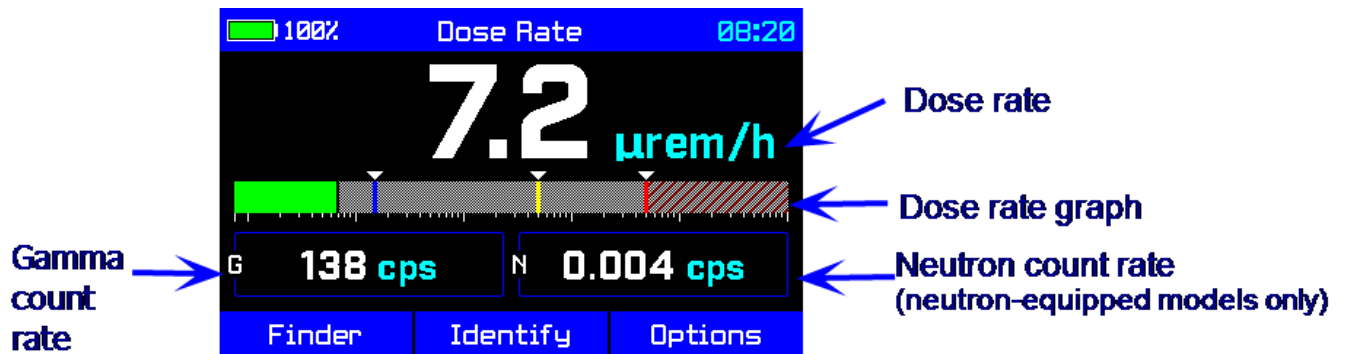 100% Dose Rate 08:20
7.2 µrem/h
Dose rate
Dose rate graph
Gamma
count
rate
G 138 cps N 0.004 cps
Neutron count rate
(neutron-equipped models only)
Finder Identify Options